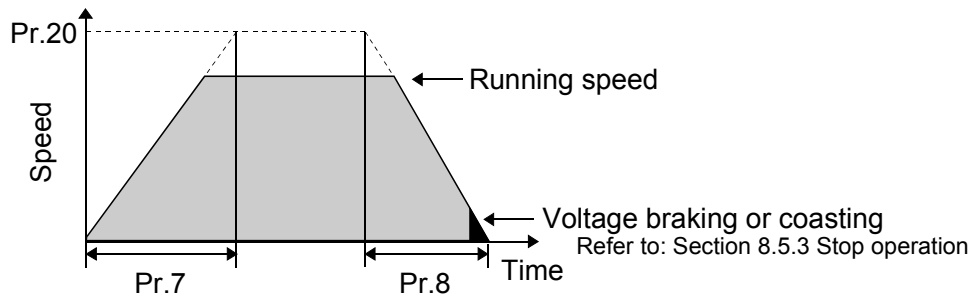 Pr.20
Speed
Running speed
Voltage braking or coasting
Refer to: Section 8.5.3 Stop operation
Time
Pr.7
Pr.8